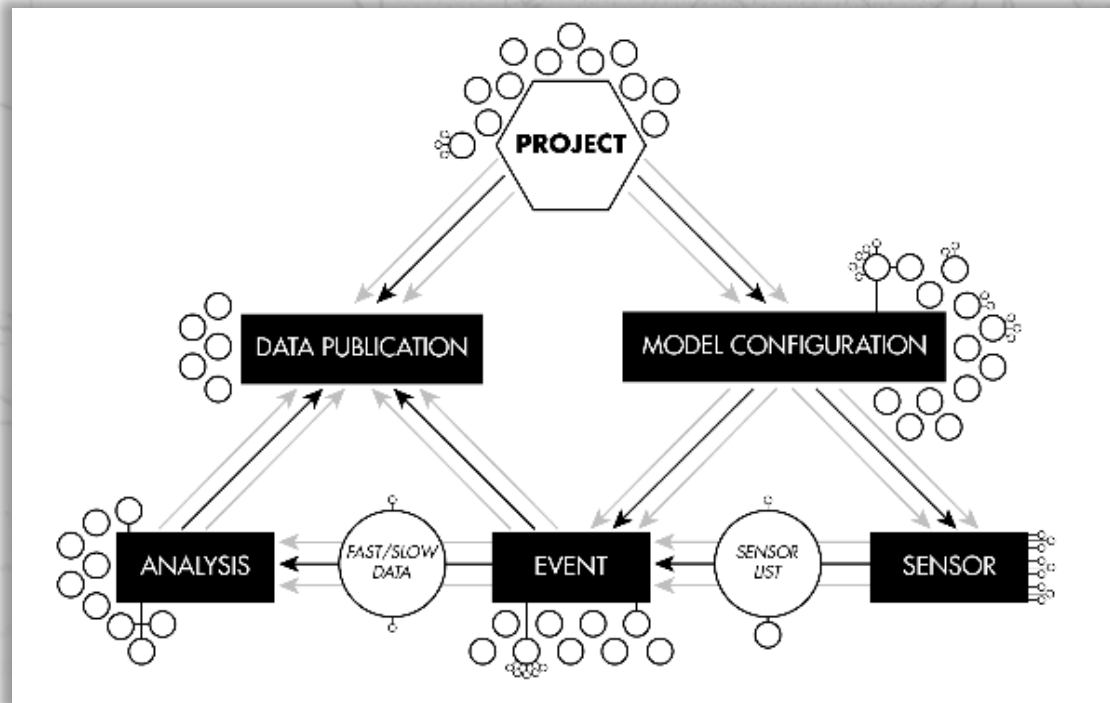 PROJECT
DATA PUBLICATION
MODEL CONFIGURATION
ANALYSIS
FAST/SLOW
DATA
EVENT
SENSOR
LIST
SENSOR